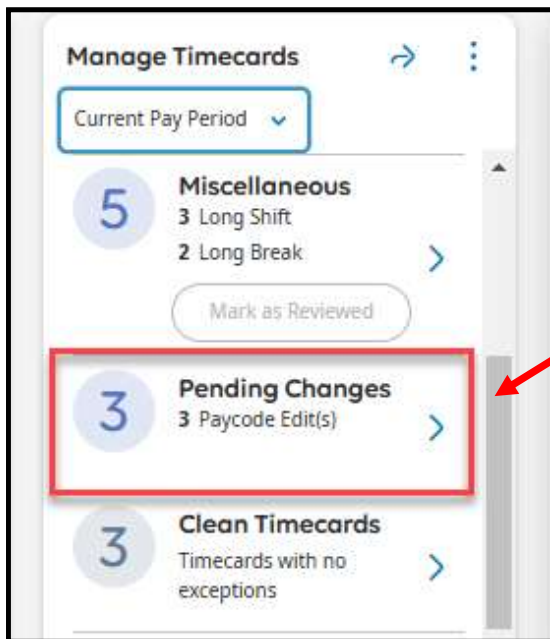 Manage Timecards
Current Pay Period
5
Miscellaneous
3 Long Shift
2 Long Break
Mark as Reviewed
3
Pending Changes
3 Paycode Edit(s)
3
Clean Timecards
Timecards with no
exceptions